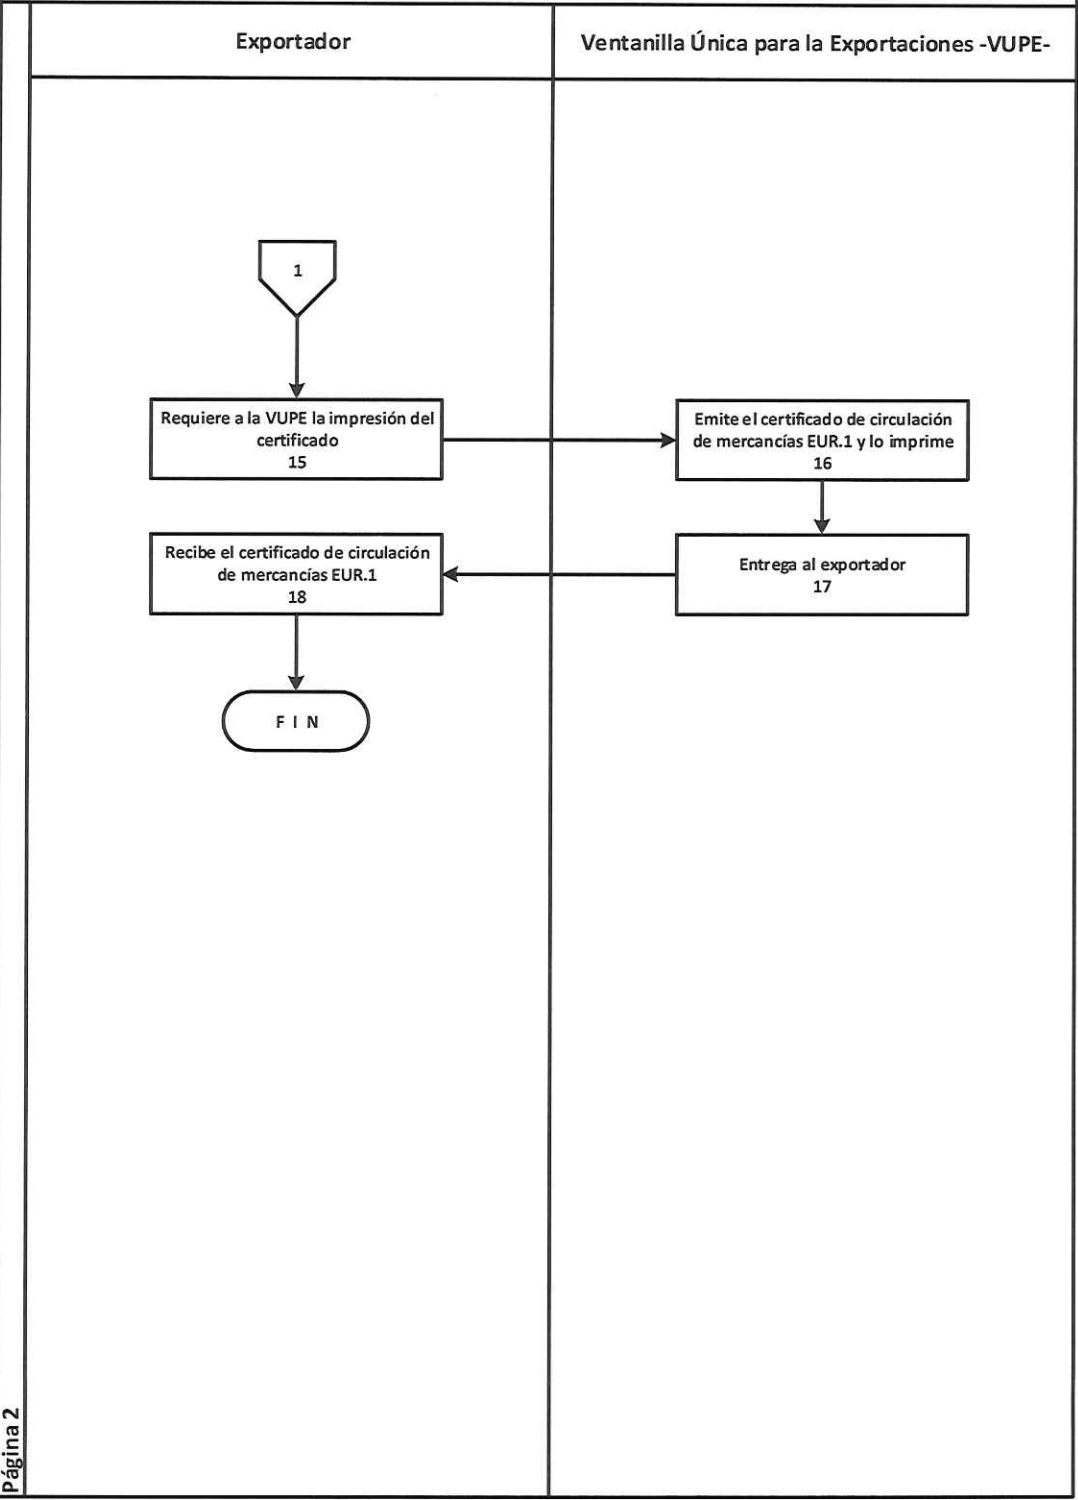 Exportador
Ventanilla Única para la Exportaciones -VUPE-
1
Requiere a la VUPE la impresión del
certificado
15
Emite el certificado de circulación
de mercancías EUR.1 y lo imprime
16
Entrega al exportador
17
Recibe el certificado de circulación
de mercancías EUR.1
18
F I N
Página 2